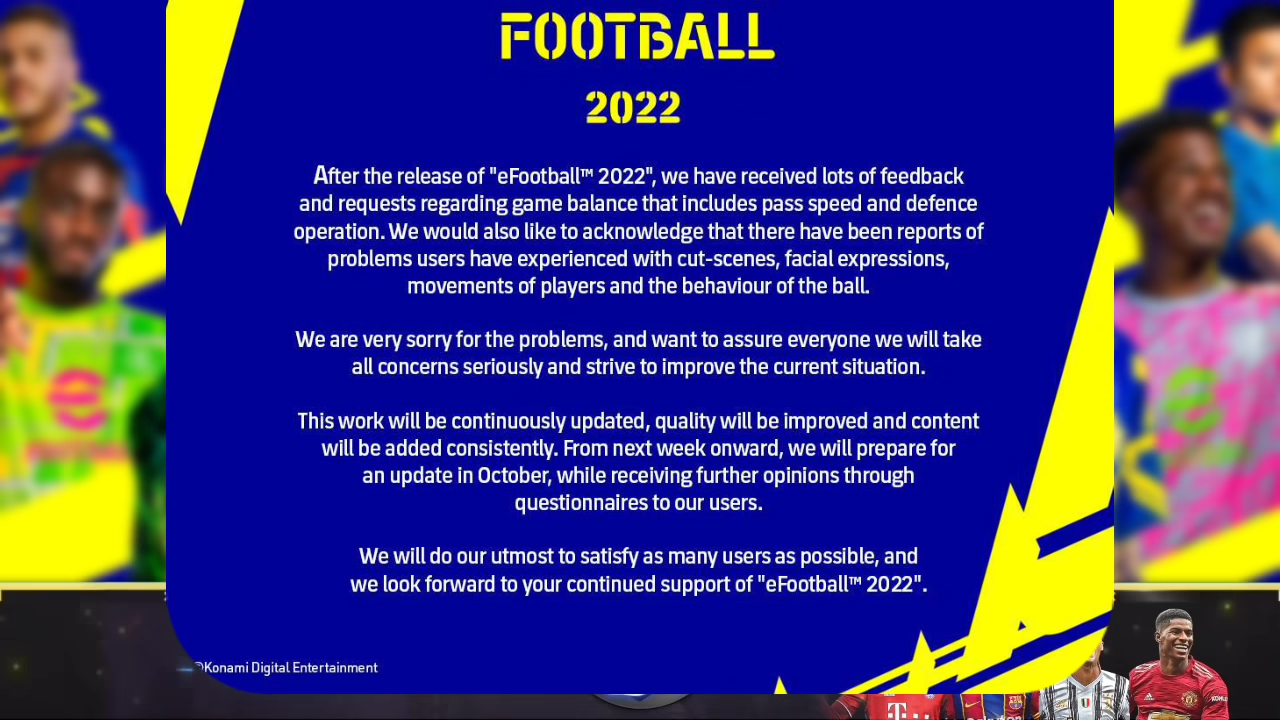 FOOTBALL
2022
After the release of "eFootball™ 2022", we have received lots of feedback
and requests regarding game balance that includes pass speed and defence
operation. We would also like to acknowledge that there have been reports of
problems users have experienced with cut-scenes, facial expressions,
movements of players and the behaviour of the ball.
We are very sorry for the problems, and want to assure everyone we will take
all concerns seriously and strive to improve the current situation.
This work will be continuously updated, quality will be improved and content
will be added consistently. From next week onward, we will prepare for
an update in October, while receiving further opinions through
questionnaires to our users.
We will do our utmost to satisfy as many users as possible, and
we look forward to your continued support of "eFootball™ 2022".
©Konami Digital Entertainment